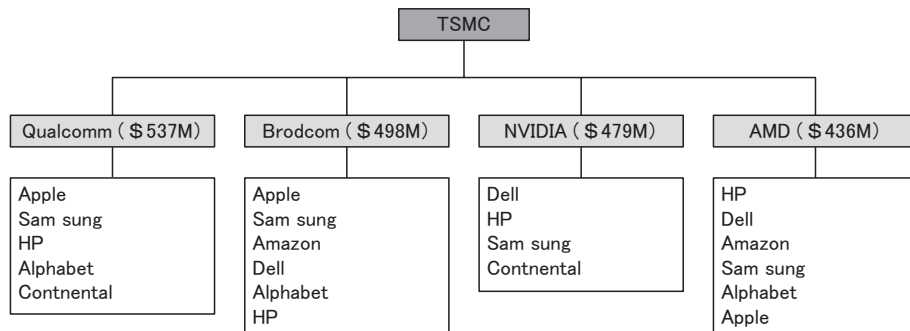 TSMC
Qualcomm ( $ 537M)
Brodcom ( $ 498M)
NVIDIA ( $ 479M)
AMD ( $ 436M)
Apple
Sam sung
HP
Alphabet
Contnental
Apple
Sam sung
Amazon
Dell
Alphabet
HP
Dell
HP
Sam sung
Contnental
HP
Dell
Amazon
Sam sung
Alphabet
Apple